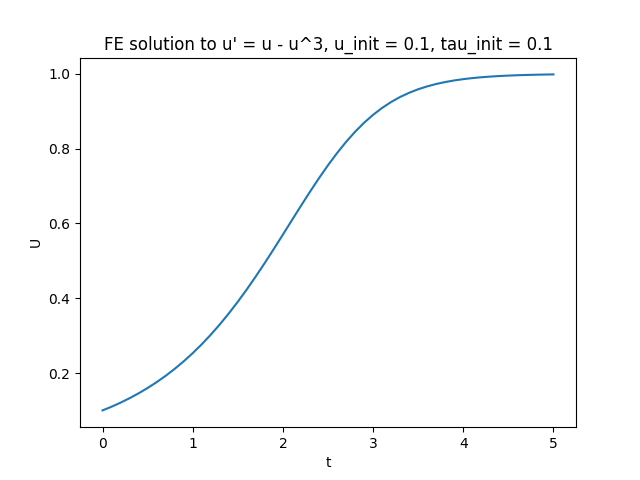 FE solution to u' = u - u^3, u_init = 0.1, tau_init = 0.1
1.0
0.8
0.6
0.4
0.2
U
0 1 2 3 4 5
t